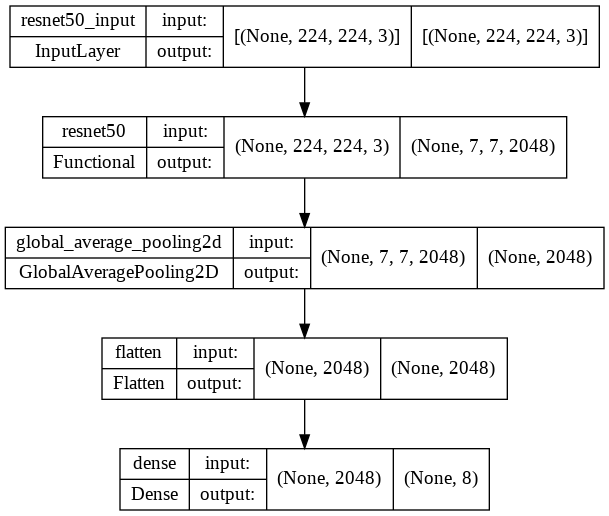 resnet50_input input: [(None, 224, 224, 3)] [(None, 224, 224, 3)]
InputLayer output:
resnet50 input: (None, 224, 224, 3) (None, 7, 7, 2048)
Functional output:
global_average_pooling2d input: (None, 7, 7, 2048) (None, 2048)
GlobalAveragePooling2D output:
flatten input: (None, 2048) (None, 2048)
Flatten output:
dense input: (None, 2048) (None, 8)
Dense output: